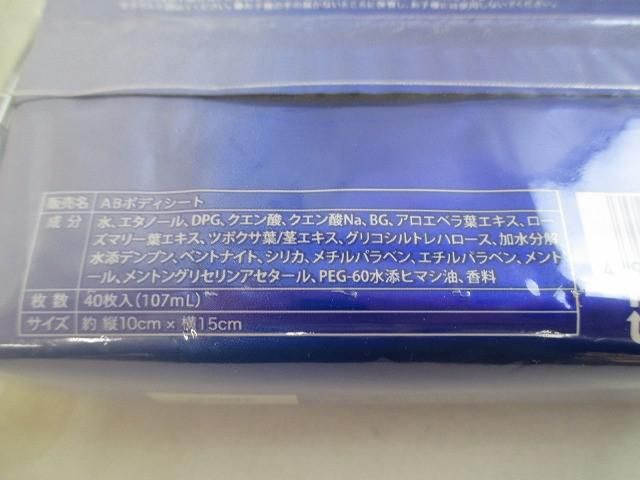 さい。
販売名 ABボディシート
成分 水、エタノール、DPG、クエン酸、クエン酸Na、BG、アロエベラ葉エキス、ロー
ズマリー葉エキス、ツボクサ葉/茎エキス、グリコシルトレハロース、加水分解
水添デンプン、ベントナイト、シリカ、メチルパラベン、エチルパラベン、メント
ール、メントングリセリンアセタール、PEG-60水添ヒマシ油、香料
枚数 40枚入(107mL)
サイズ 約 縦10cm×横15cm